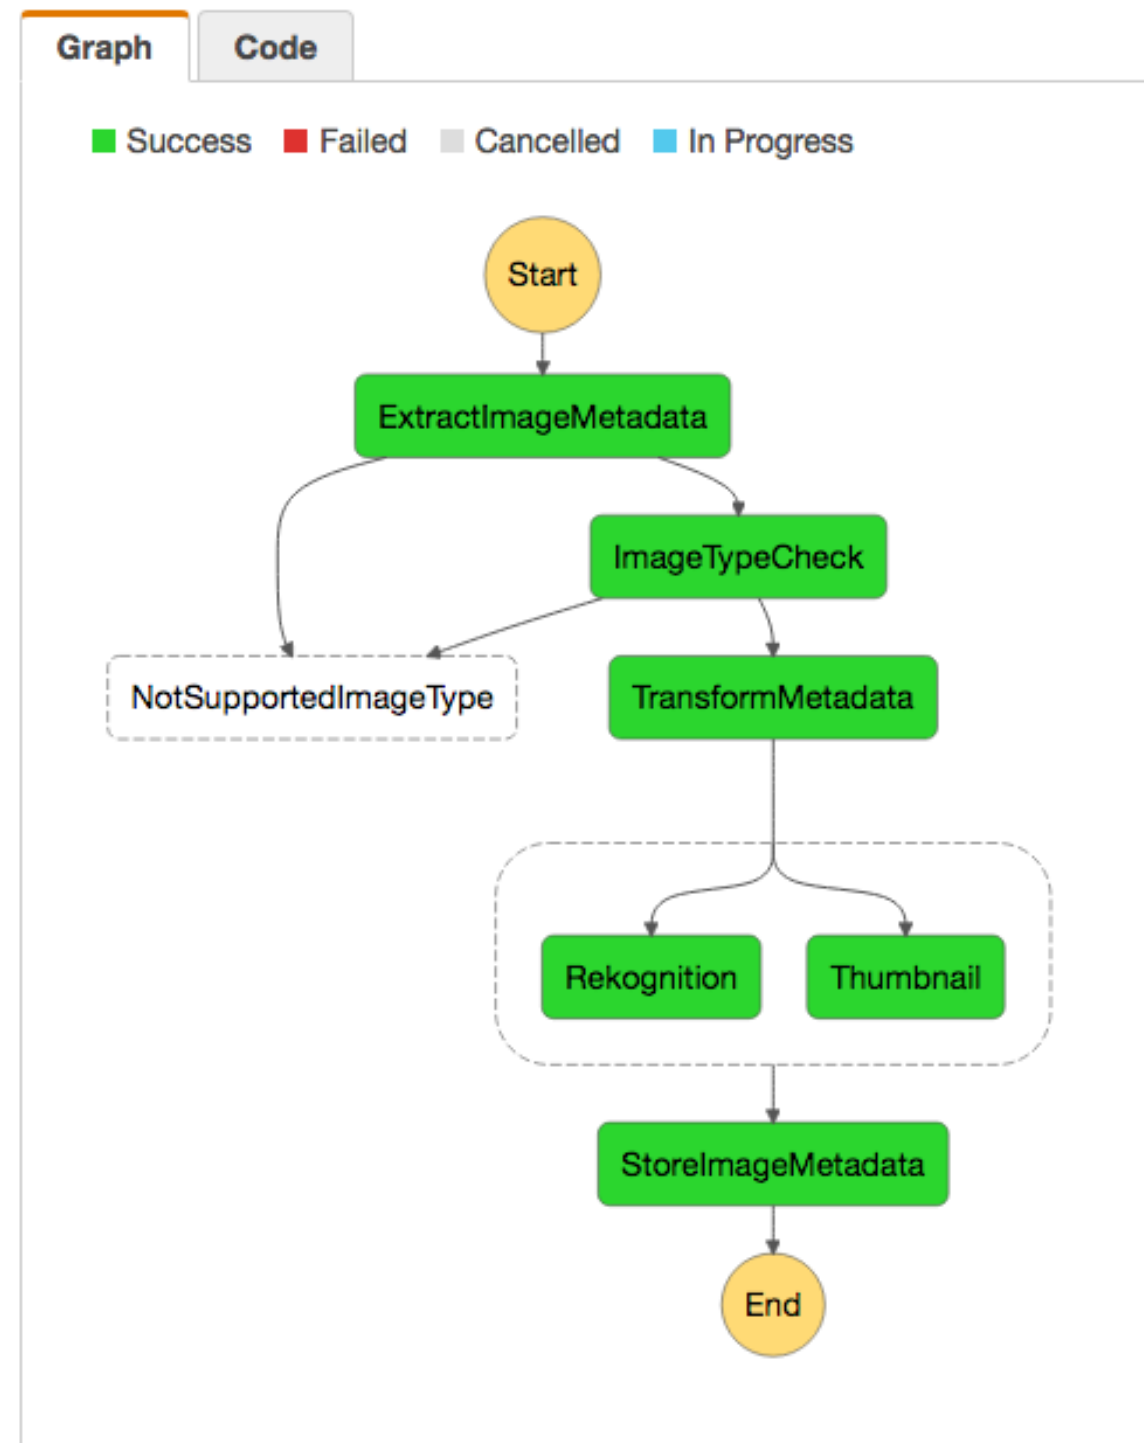 Graph Code
Success Failed Cancelled In Progress
Start
ExtractImageMetadata
ImageTypeCheck
NotSupportedImageType TransformMetadata
Rekognition Thumbnail
StoreImageMetadata
End